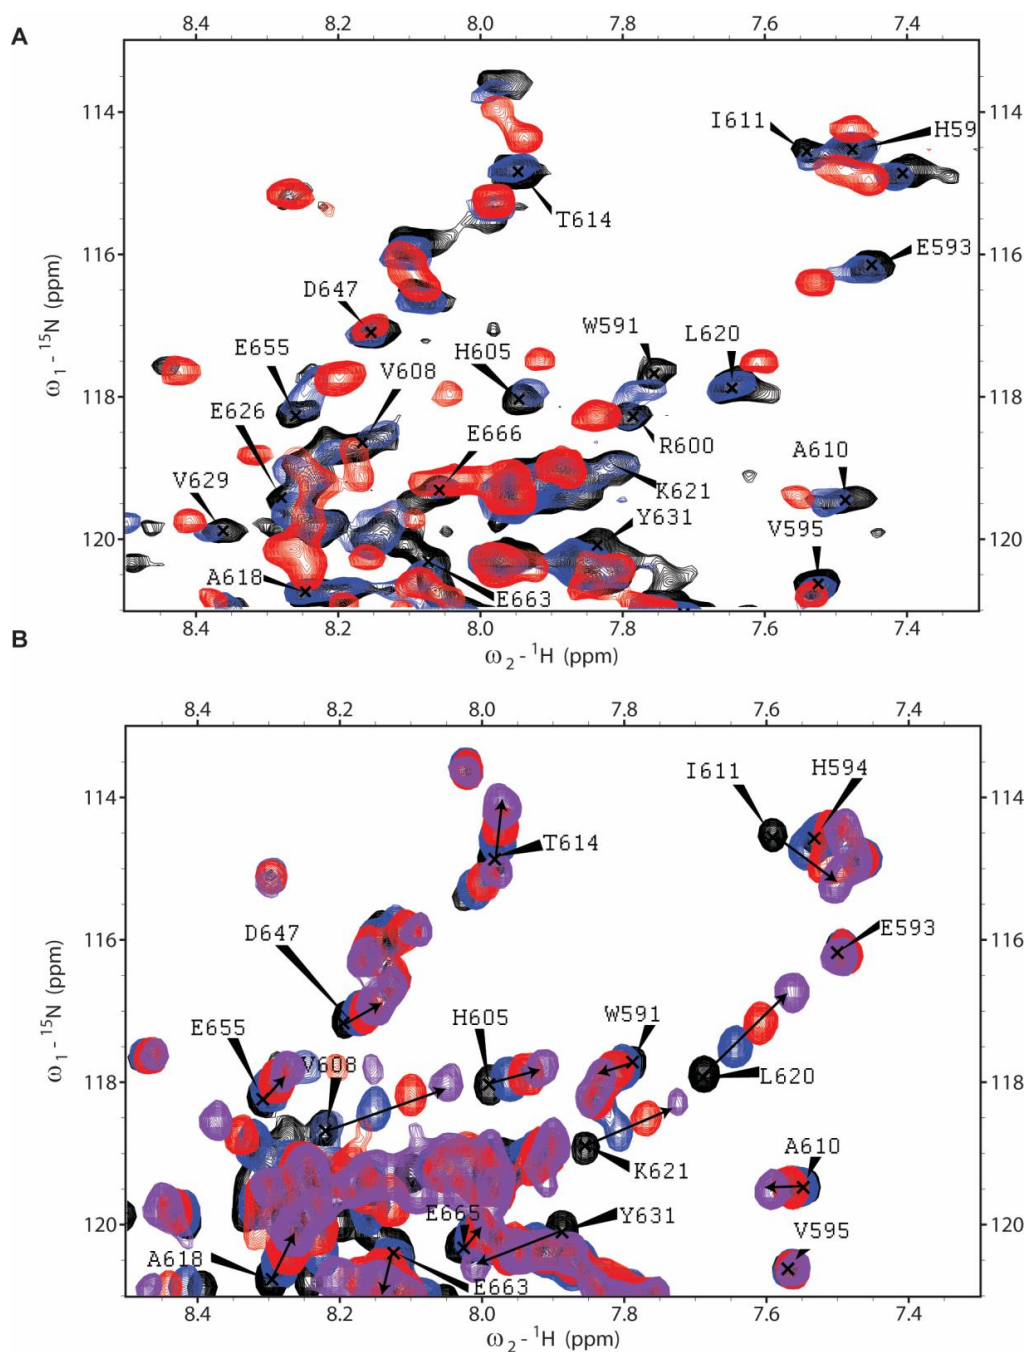 A
8.4 8.2 8.0 7.8 7.6 7.4
114 114
I611 H59
T614
116 116
E593
D647
W591 L620
E655 H605
V608
118 118
E626 E666 R600
A610
V629 K621
Y631 V595
120 120
A618 E663
8.4 8.2 8.0 7.8 7.6 7.4
ω1 - 15N (ppm)
ω2 - 1H (ppm)
B
8.4 8.2 8.0 7.8 7.6 7.4
114 114
I611 H594
T614
D647 E593
116 116
E655 H605 W591
V608
118 118
L620
K621 A610
E665 Y631 V595
120 120
A618 E663
8.4 8.2 8.0 7.8 7.6 7.4
ω1 - 15N (ppm)
ω2 - 1H (ppm)